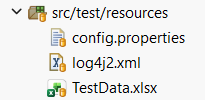 src/test/resources
config.properties
log4j2.xml
TestData.xlsx